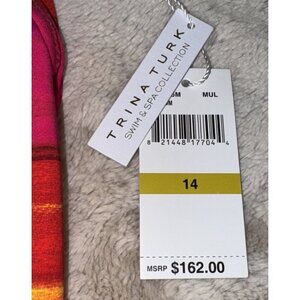 TRINA TURK
SWIM & SPA COLLECTION
MUL
M
8 21448 17704 4
14
MSRP $162.00